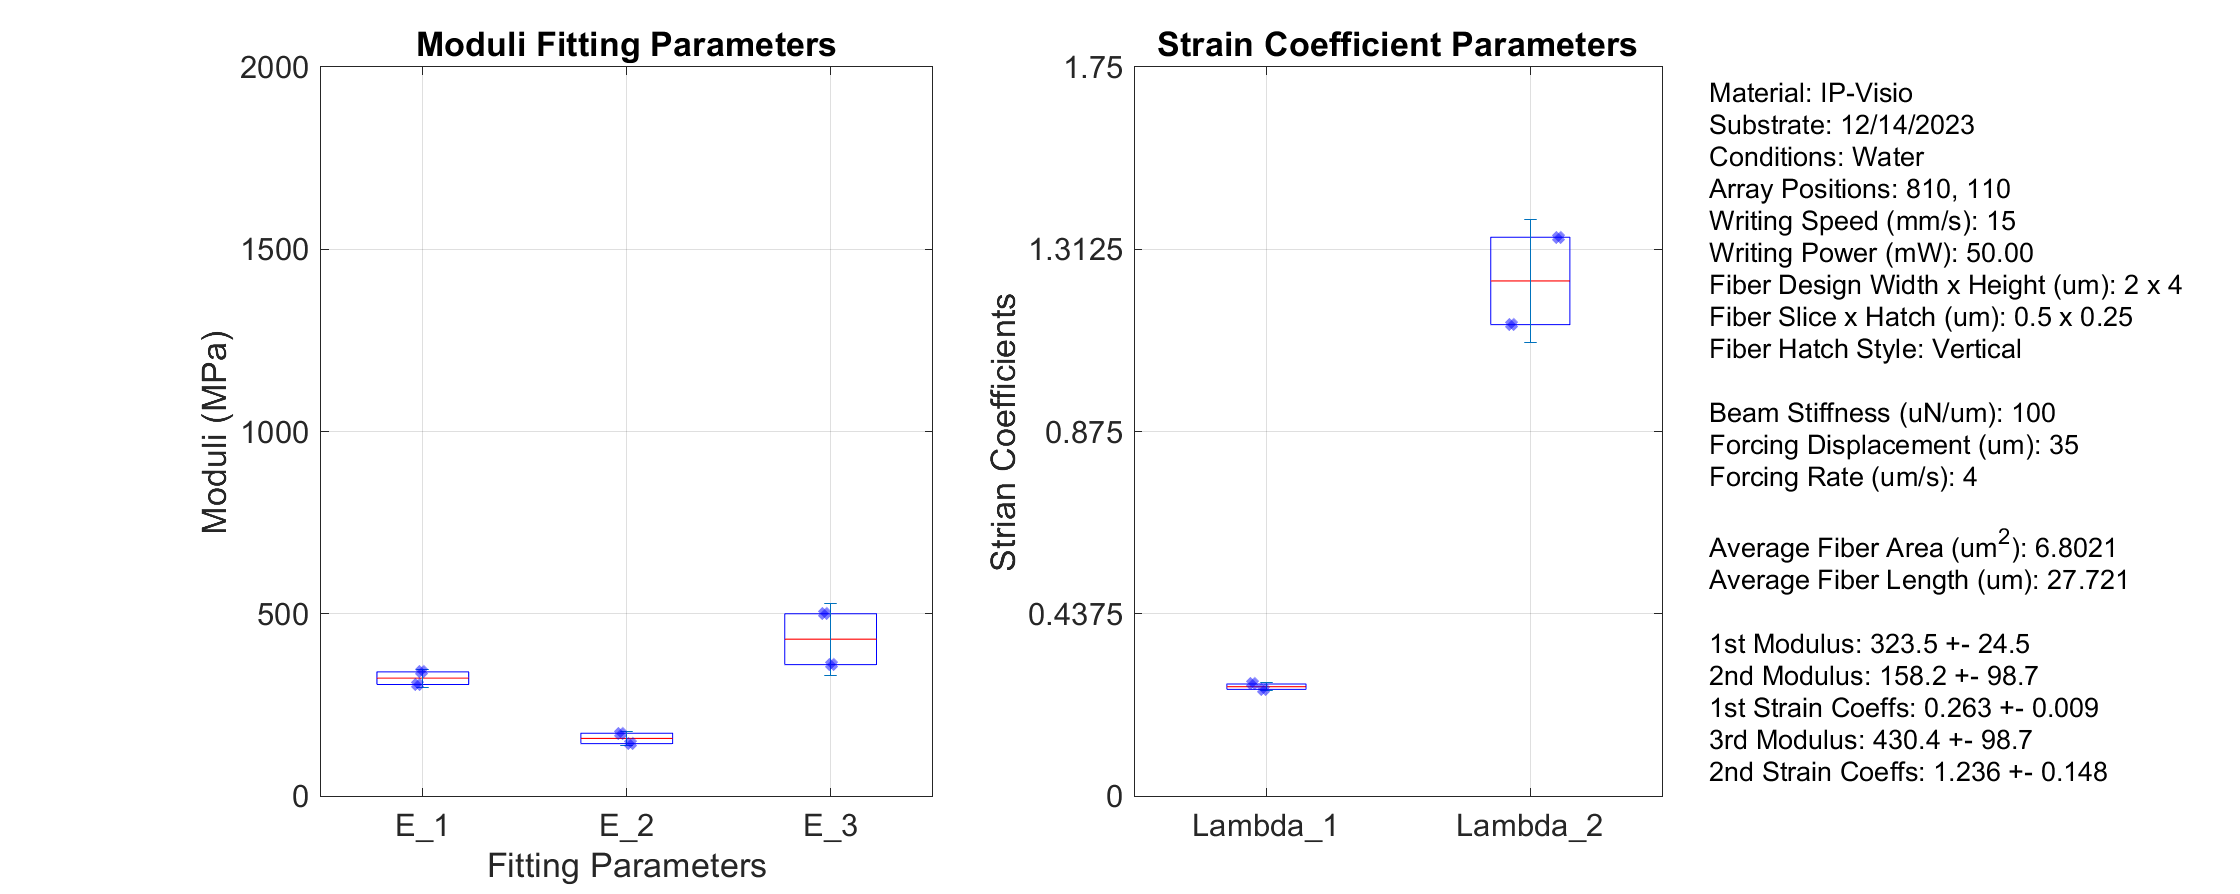 Moduli Fitting Parameters
2000
1500
1000
500
0
Moduli (MPa)
E_1
E_2
E_3
Fitting Parameters
Strain Coefficient Parameters
1.75
1.3125
0.875
0.4375
0
Strian Coefficients
Lambda_1
Lambda_2
Material: IP-Visio
Substrate: 12/14/2023
Conditions: Water
Array Positions: 810, 110
Writing Speed (mm/s): 15
Writing Power (mW): 50.00
Fiber Design Width x Height (um): 2 x 4
Fiber Slice x Hatch (um): 0.5 x 0.25
Fiber Hatch Style: Vertical
Beam Stiffness (uN/um): 100
Forcing Displacement (um): 35
Forcing Rate (um/s): 4
Average Fiber Area (um²): 6.8021
Average Fiber Length (um): 27.721
1st Modulus: 323.5 +- 24.5
2nd Modulus: 158.2 +- 98.7
1st Strain Coeffs: 0.263 +- 0.009
3rd Modulus: 430.4 +- 98.7
2nd Strain Coeffs: 1.236 +- 0.148